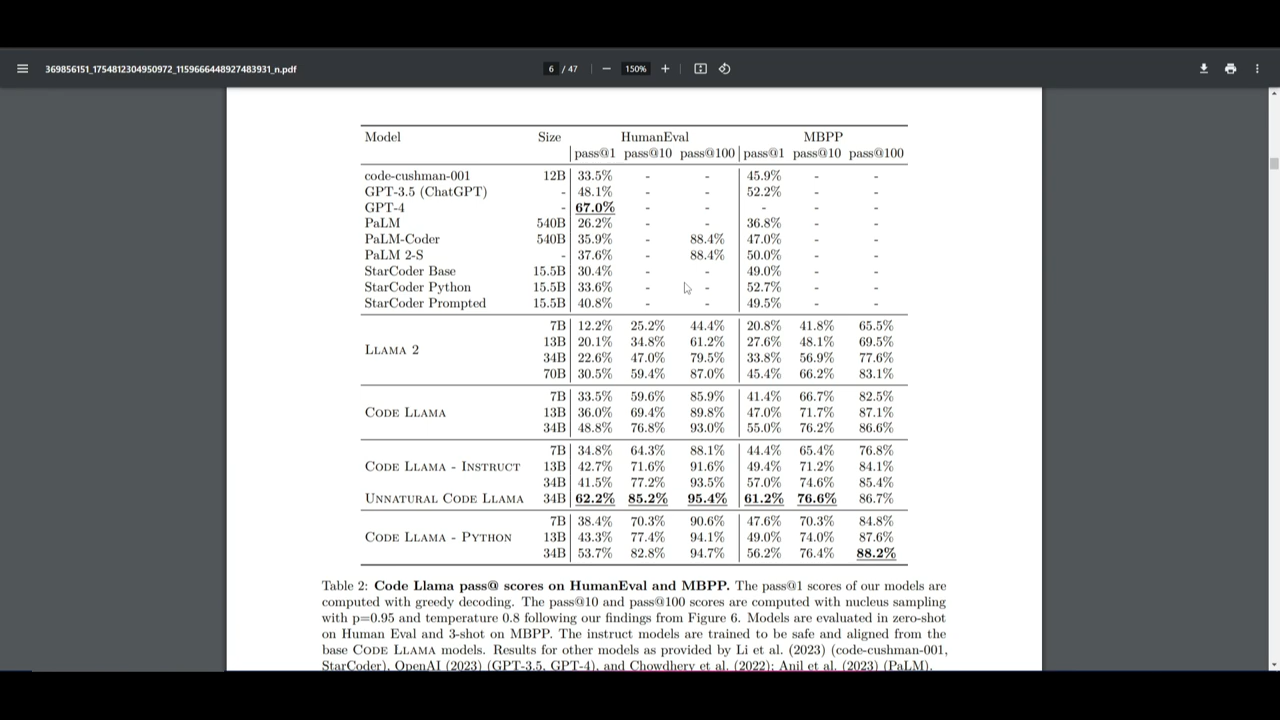 369856151_1754812304950972_1159666448927483931_n.pdf 6 / 47 150%
Model Size HumanEval MBPP
pass@1 pass@10 pass@100 pass@1 pass@10 pass@100
code-cushman-001 12B 33.5% - - 45.9% - -
GPT-3.5 (ChatGPT) - 48.1% - - 52.2% - -
GPT-4 - 67.0% - - - - -
PaLM 540B 26.2% - - 36.8% - -
PaLM-Coder 540B 35.9% - 88.4% 47.0% - -
PaLM 2-S - 37.6% - 88.4% 50.0% - -
StarCoder Base 15.5B 30.4% - - 49.0% - -
StarCoder Python 15.5B 33.6% - - 52.7% - -
StarCoder Prompted 15.5B 40.8% - - 49.5% - -
LLAMA 2
7B 12.2% 25.2% 44.4% 20.8% 41.8% 65.5%
13B 20.1% 34.8% 61.2% 27.6% 48.1% 69.5%
34B 22.6% 47.0% 79.5% 33.8% 56.9% 77.6%
70B 30.5% 59.4% 87.0% 45.4% 66.2% 83.1%
CODE LLAMA
7B 33.5% 59.6% 85.9% 41.4% 66.7% 82.5%
13B 36.0% 69.4% 89.8% 47.0% 71.7% 87.1%
34B 48.8% 76.8% 93.0% 55.0% 76.2% 86.6%
CODE LLAMA - INSTRUCT
7B 34.8% 64.3% 88.1% 44.4% 65.4% 76.8%
13B 42.7% 71.6% 91.6% 49.4% 71.2% 84.1%
34B 41.5% 77.2% 93.5% 57.0% 74.6% 85.4%
UNNATURAL CODE LLAMA 34B 62.2% 85.2% 95.4% 61.2% 76.6% 86.7%
CODE LLAMA - PYTHON
7B 38.4% 70.3% 90.6% 47.6% 70.3% 84.8%
13B 43.3% 77.4% 94.1% 49.0% 74.0% 87.6%
34B 53.7% 82.8% 94.7% 56.2% 76.4% 88.2%
Table 2: Code Llama pass@ scores on HumanEval and MBPP. The pass@1 scores of our models are
computed with greedy decoding. The pass@10 and pass@100 scores are computed with nucleus sampling
with p=0.95 and temperature 0.8 following our findings from Figure 6. Models are evaluated in zero-shot
on Human Eval and 3-shot on MBPP. The instruct models are trained to be safe and aligned from the
base CODE LLAMA models. Results for other models as provided by Li et al. (2023) (code-cushman-001,
StarCoder), OpenAI (2023) (GPT-3.5, GPT-4), and Chowdhery et al. (2022); Anil et al. (2023) (PaLM).